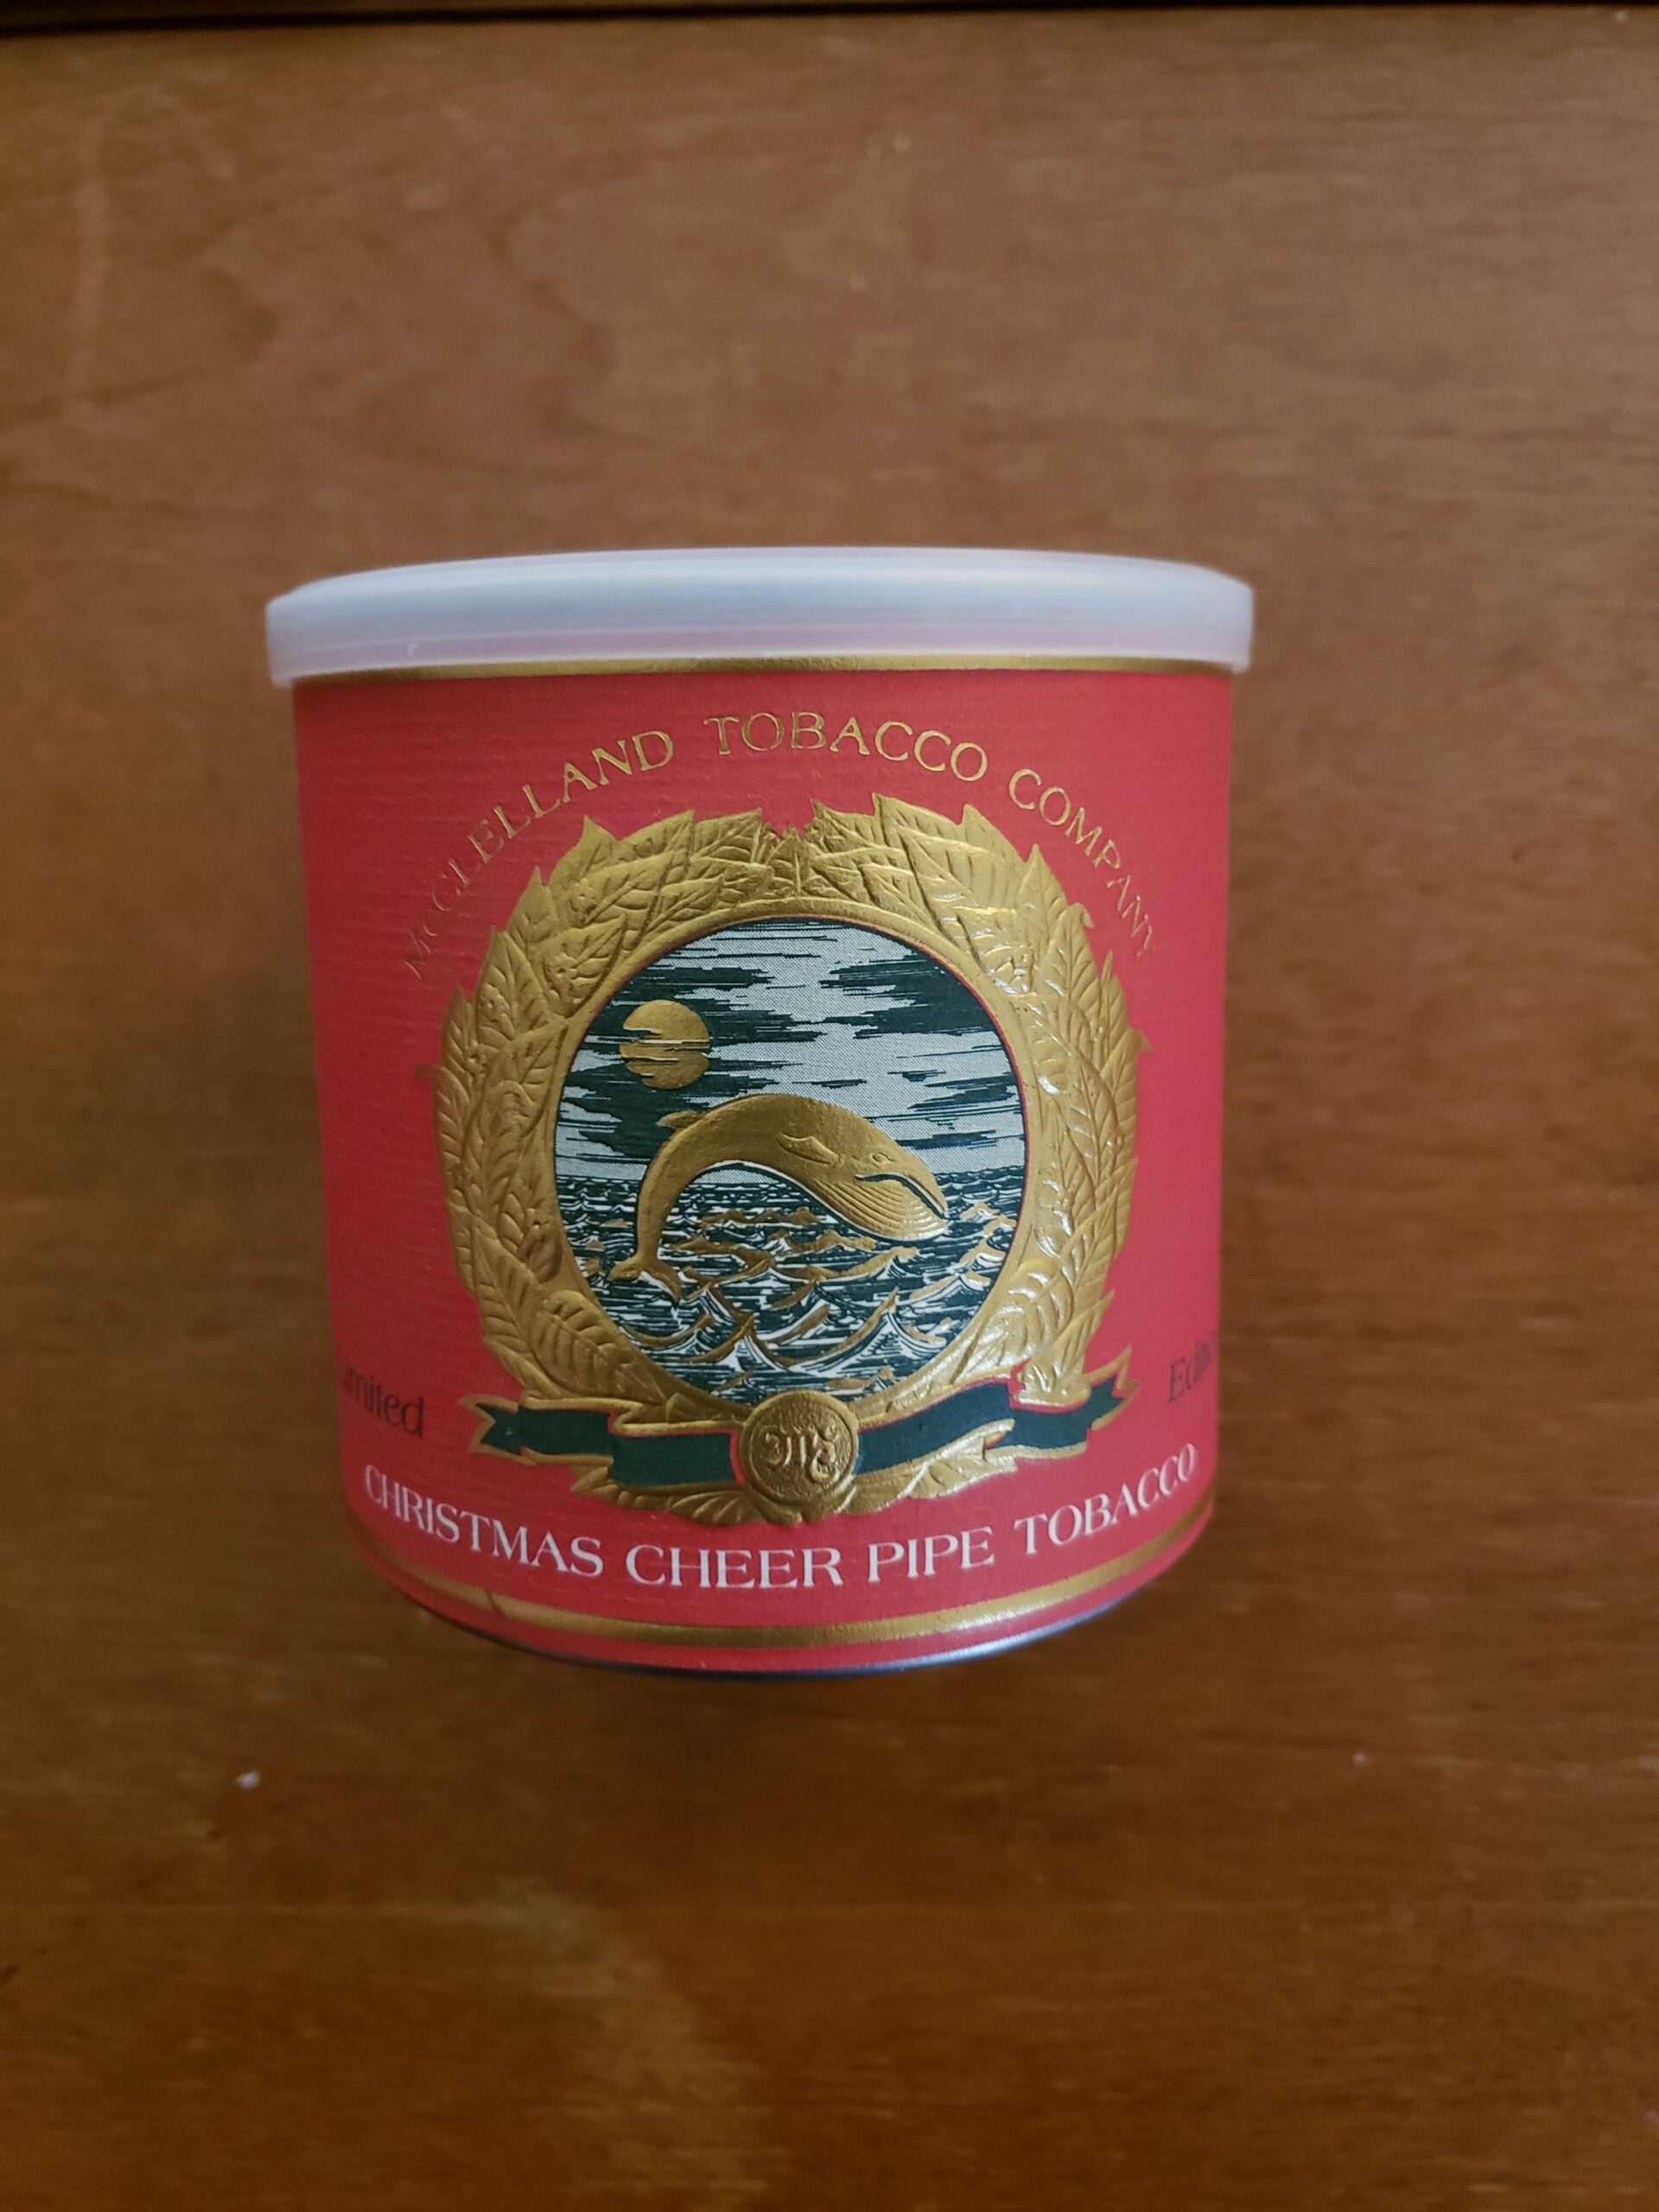 MCCLELLAND TOBACCO COMPANY
Limited
CHRISTMAS CHEER PIPE TOBACCO